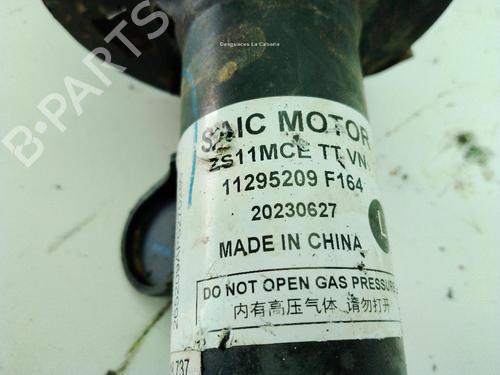 Desguaces La Cabaña
SAIC MOTOR
ZS11MCE TT VN
11295209 F164
20230627
L
MADE IN CHINA
DO NOT OPEN GAS PRESSURE
内有高压气体 请勿打开
737